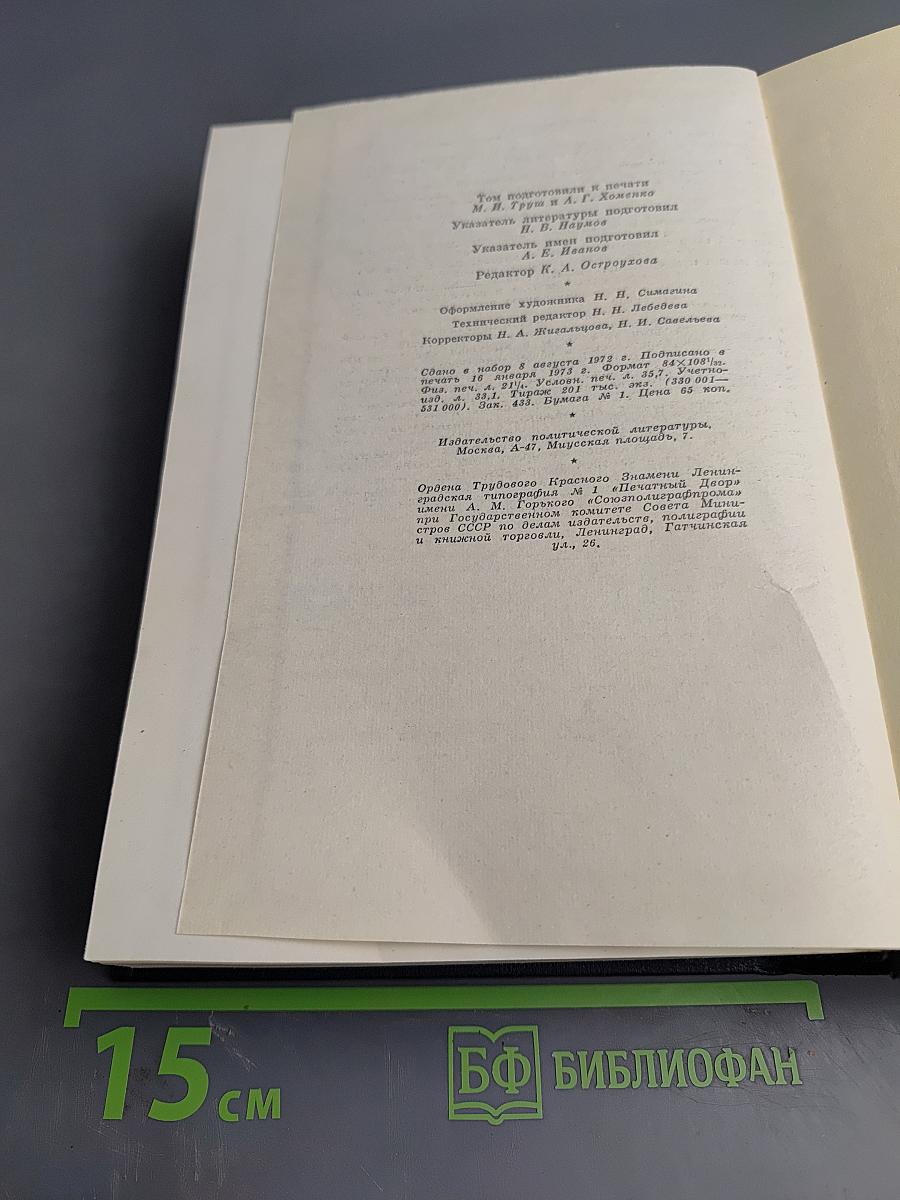 Том подготовили к печати
М. И. Труш и А. Г. Хоменко
Указатель литературы подготовил
Н. В. Наумов
Указатель имен подготовил
А. Е. Иванов
Редактор К. А. Остроухова
*
Оформление художника Н. Н. Симагина
Технический редактор Н. Н. Лебедева
Корректоры Н. А. Жигальцова, Н. И. Савельева
*
Сдано в набор 8 августа 1972 г. Подписано в
печать 16 января 1973 г. Формат 84×108¹/₃₂.
Физ. печ. л. 21¹/₄. Условн. печ. л. 35,7. Учетно-
изд. л. 33,1. Тираж 201 тыс. экз. (330 001—
531 000). Зак. 433. Бумага № 1. Цена 65 коп.
*
Издательство политической литературы,
Москва, А-47, Миусская площадь, 7.
*
Ордена Трудового Красного Знамени Ленин-
градская типография № 1 «Печатный Двор»
имени А. М. Горького «Союзполиграфпрома»
при Государственном комитете Совета Мини-
стров СССР по делам издательств, полиграфии
и книжной торговли, Ленинград, Гатчинская
ул., 26.
15 см
БФ БИБЛИОФАН